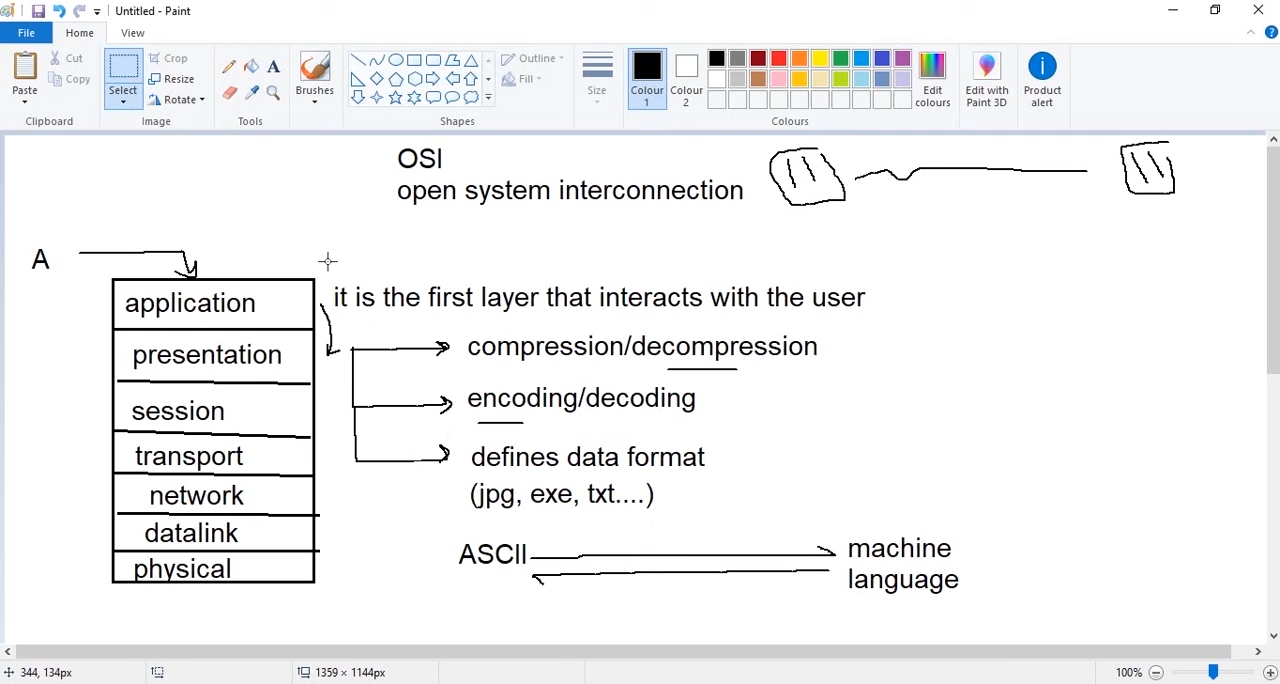 Untitled - Paint
File
Home
View
Paste
Cut
Copy
Clipboard
Select
Crop
Resize
Rotate
Image
A
Tools
Brushes
Outline
Fill
Shapes
Size
Colour 1
Colour 2
Edit colours
Colours
Edit with Paint 3D
Product alert
OSI
open system interconnection
A
application
it is the first layer that interacts with the user
presentation
compression/decompression
session
encoding/decoding
transport
defines data format
network
(jpg, exe, txt....)
datalink
physical
ASCII
machine
language
344, 134px
1359 × 1144px
100%